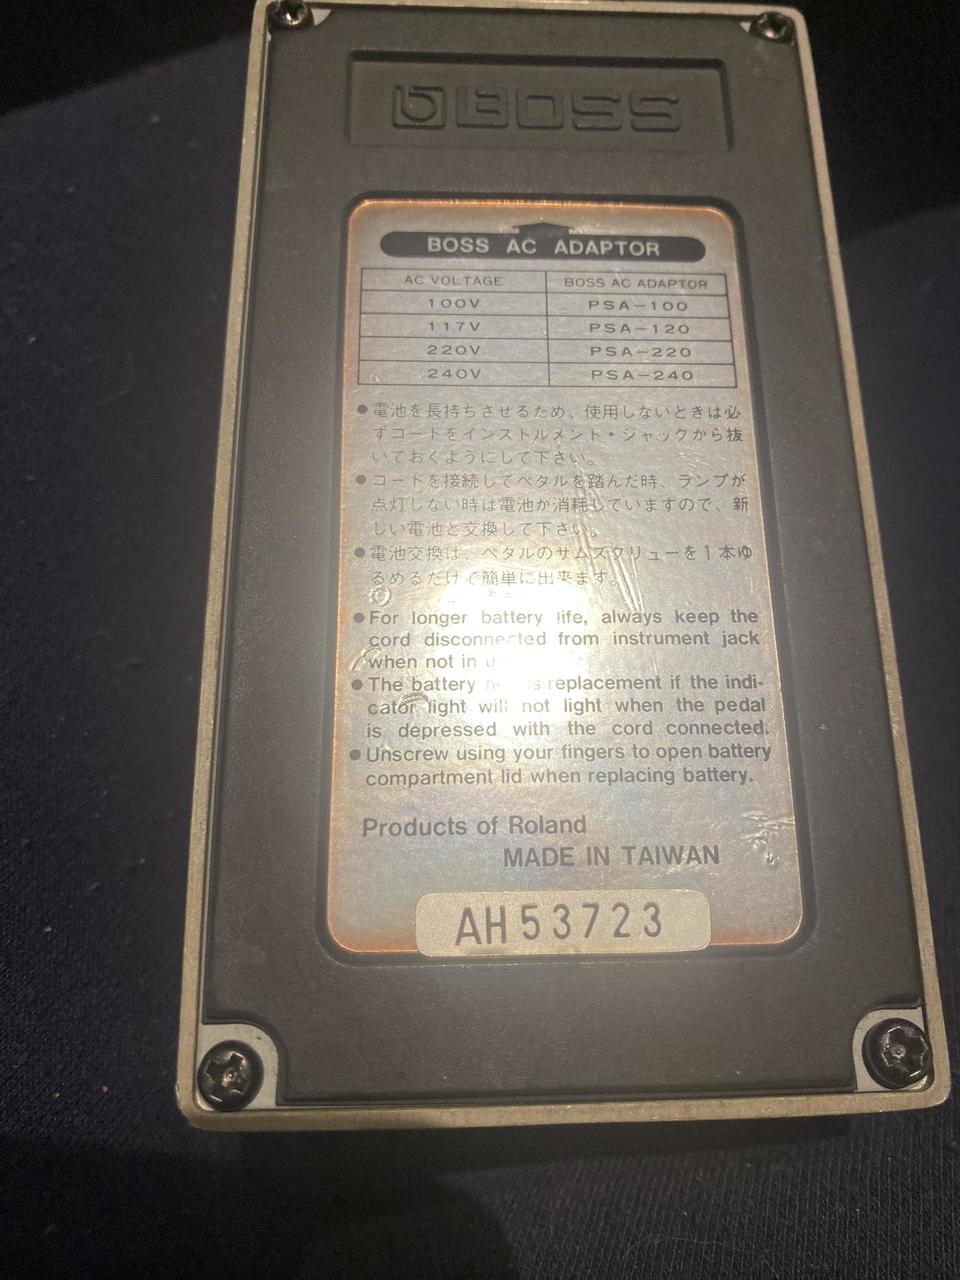 BOSS
BOSS AC ADAPTOR
AC VOLTAGE BOSS AC ADAPTOR
100V PSA-100
117V PSA-120
220V PSA-220
240V PSA-240
●電池を長持ちさせるため、使用しないときは必
ずコードをインストルメント・ジャックから抜
いておくようにして下さい。
●コードを接続してペタルを踏んだ時、ランプが
点灯しない時は電池が消耗していますので、新
しい電池と交換して下さい。
●電池交換は、ペタルのサムスクリューを1本ゆ
るめるだけで簡単に出来ます。
●For longer battery life, always keep the
cord disconnected from instrument jack
when not in
●The battery is replacement if the indi-
cator light will not light when the pedal
is depressed with the cord connected.
●Unscrew using your fingers to open battery
compartment lid when replacing battery.
Products of Roland
MADE IN TAIWAN
AH53723